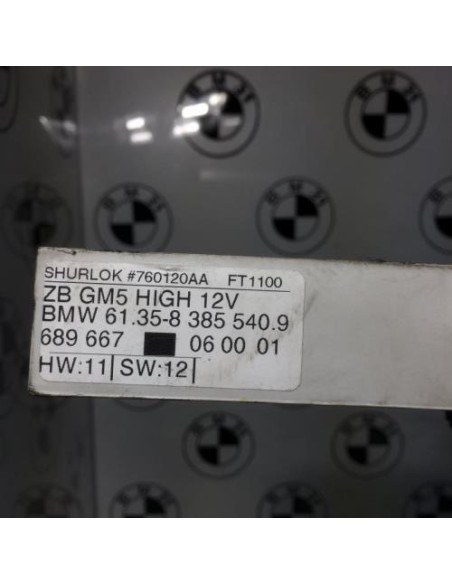 SHURLOK #760120AA FT1100
ZB GM5 HIGH 12V
BMW 61.35-8 385 540.9
689 667 06 00 01
HW:11 SW:12